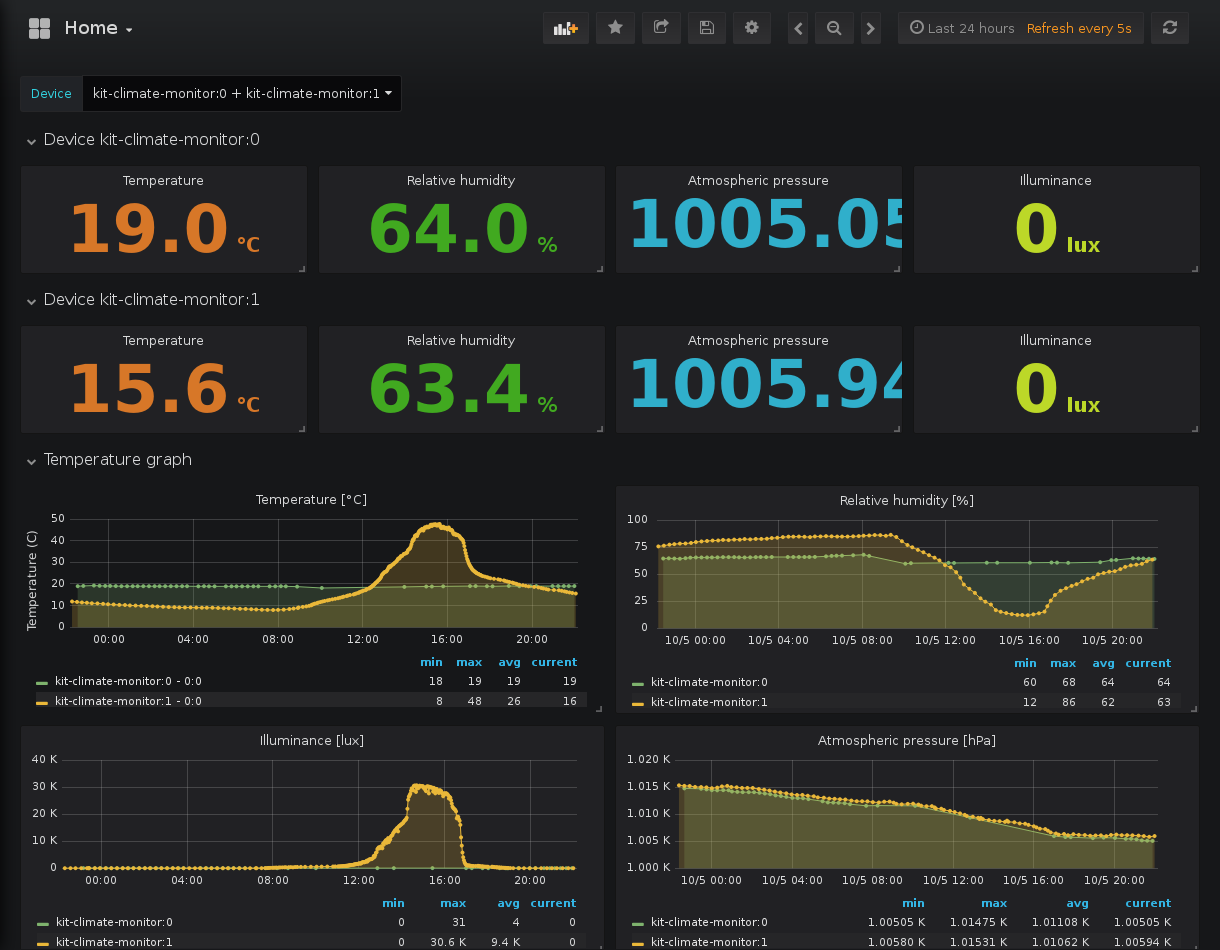 Home
Last 24 hours Refresh every 5s
Device kit-climate-monitor:0 + kit-climate-monitor:1
Device kit-climate-monitor:0
Temperature Relative humidity Atmospheric pressure Illuminance
19.0 °C 64.0 % 1005.05 0 lux
Device kit-climate-monitor:1
Temperature Relative humidity Atmospheric pressure Illuminance
15.6 °C 63.4 % 1005.94 0 lux
Temperature graph
Temperature [°C]
Temperature (C)
50
40
30
20
10
0
00:00 04:00 08:00 12:00 16:00 20:00
min max avg current
kit-climate-monitor:0 - 0:0 18 19 19 19
kit-climate-monitor:1 - 0:0 8 48 26 16
Relative humidity [%]
100
75
50
25
0
10/5 00:00 10/5 04:00 10/5 08:00 10/5 12:00 10/5 16:00 10/5 20:00
min max avg current
kit-climate-monitor:0 60 68 64 64
kit-climate-monitor:1 12 86 62 63
Illuminance [lux]
40 K
30 K
20 K
10 K
0
00:00 04:00 08:00 12:00 16:00 20:00
min max avg current
kit-climate-monitor:0 0 31 4 0
kit-climate-monitor:1 0 30.6 K 9.4 K 0
Atmospheric pressure [hPa]
1.020 K
1.015 K
1.010 K
1.005 K
1.000 K
10/5 00:00 10/5 04:00 10/5 08:00 10/5 12:00 10/5 16:00 10/5 20:00
min max avg current
kit-climate-monitor:0 1.00505 K 1.01475 K 1.01108 K 1.00505 K
kit-climate-monitor:1 1.00580 K 1.01531 K 1.01062 K 1.00594 K